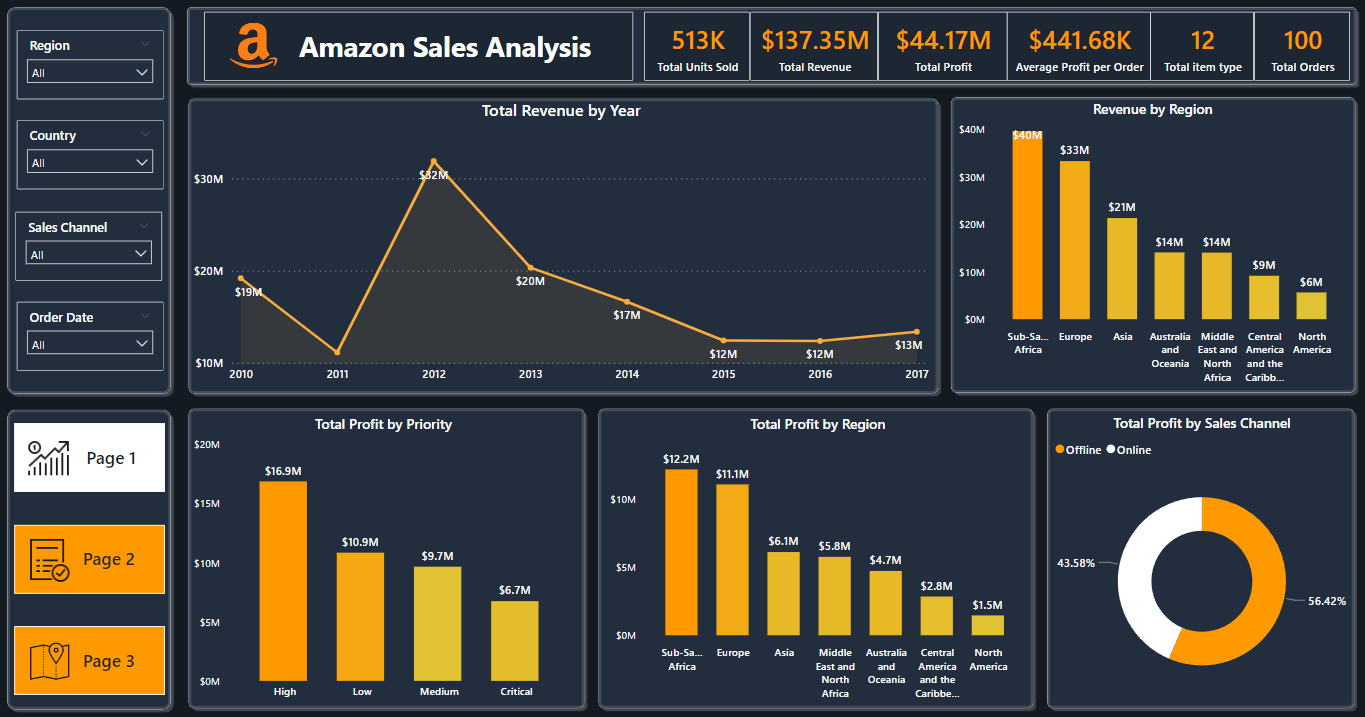 Region
All
Country
All
Sales Channel
All
Order Date
All
Page 1
Page 2
Page 3
a
Amazon Sales Analysis
513K
Total Units Sold
$137.35M
Total Revenue
$44.17M
Total Profit
$441.68K
Average Profit per Order
12
Total item type
100
Total Orders
Total Revenue by Year
$30M
$20M
$10M
$19M
$32M
$20M
$17M
$12M
$12M
$13M
2010 2011 2012 2013 2014 2015 2016 2017
Revenue by Region
$40M
$30M
$20M
$10M
$0M
$40M
$33M
$21M
$14M
$14M
$9M
$6M
Sub-Sa...
Africa
Europe
Asia
Australia
and
Oceania
Middle
East and
North
Africa
Central
America
and the
Caribb...
North
America
Total Profit by Priority
$20M
$15M
$10M
$5M
$0M
$16.9M
$10.9M
$9.7M
$6.7M
High Low Medium Critical
Total Profit by Region
$10M
$5M
$0M
$12.2M
$11.1M
$6.1M
$5.8M
$4.7M
$2.8M
$1.5M
Sub-Sa...
Africa
Europe
Asia
Middle
East and
North
Africa
Australia
and
Oceania
Central
America
and the
Caribbe...
North
America
Total Profit by Sales Channel
Offline Online
43.58%
56.42%